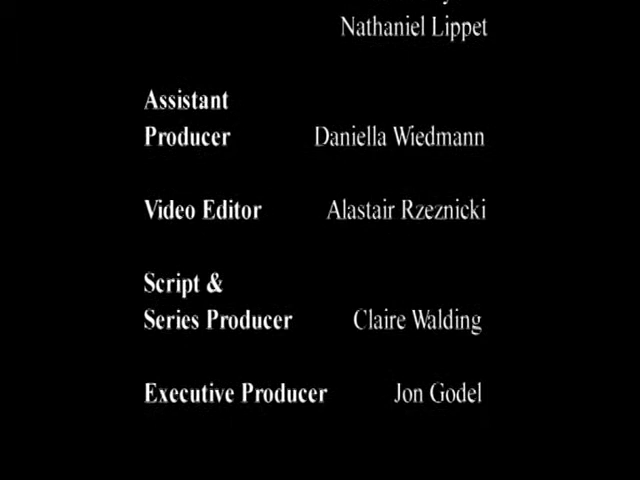 Nathaniel Lippet
Assistant
Producer Daniella Wiedmann
Video Editor Alastair Rzeznicki
Script &
Series Producer Claire Walding
Executive Producer Jon Godel